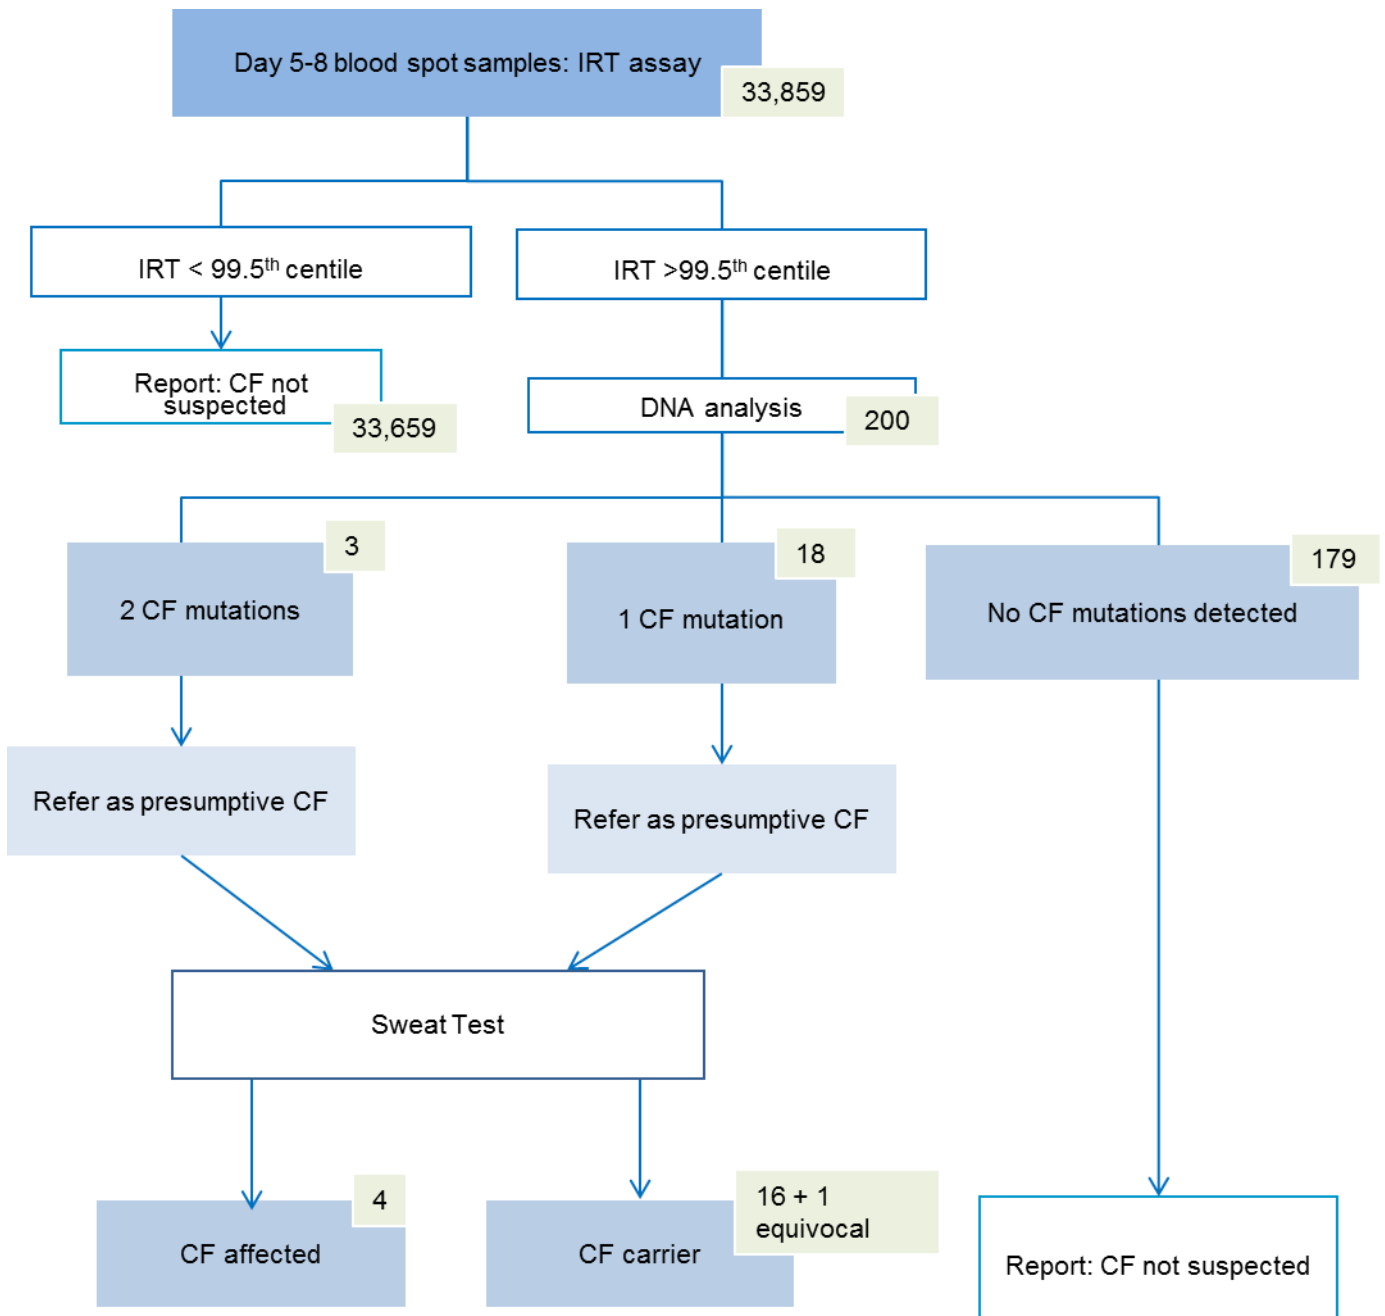 Day 5-8 blood spot samples: IRT assay
33,859
IRT < 99.5th centile
IRT >99.5th centile
Report: CF not
suspected
33,659
DNA analysis
200
3
2 CF mutations
18
1 CF mutation
179
No CF mutations detected
Refer as presumptive CF
Refer as presumptive CF
Sweat Test
4
CF affected
16 + 1
equivocal
CF carrier
Report: CF not suspected